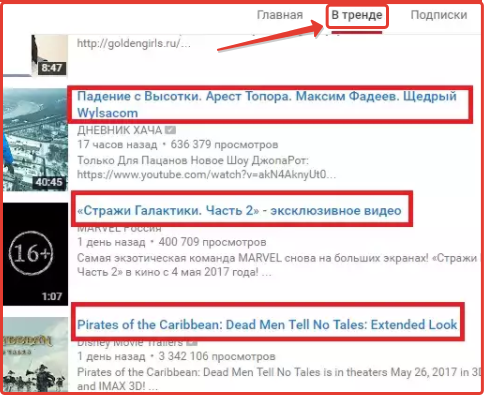 Главная В тренде Подписки
http://goldengirls.ru/...
8:47
Падение с Высотки. Арест Топора. Максим Фадеев. Щедрый
Wylsacom
ДНЕВНИК ХАЧА
17 часов назад • 636 379 просмотров
Только Для Пацанов Новое Шоу ДжопаРот:
https://www.youtube.com/watch?v=akN4AknyUt0...
40:45
«Стражи Галактики. Часть 2» - эксклюзивное видео
MARVEL Россия
1 день назад • 400 709 просмотров
Самая экзотическая команда MARVEL снова на больших экранах! «Стражи
Часть 2» в кино с 4 мая 2017 года! ...
16+
1:07
Pirates of the Caribbean: Dead Men Tell No Tales: Extended Look
Disney Movie Trailers
1 день назад • 3 342 106 просмотров
Pirates of the Caribbean: Dead Men Tell No Tales is in theaters May 26, 2017 in 3D
and IMAX 3D! ...